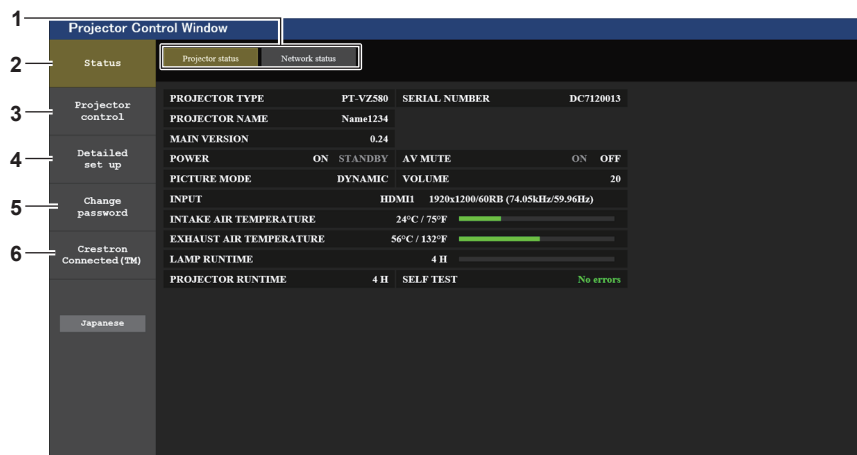 1
Projector Control Window
2
Status
Projector status Network status
3
Projector
control
4
Detailed
set up
5
Change
password
6
Crestron
Connected(TM)
Japanese
PROJECTOR TYPE PT-VZ580 SERIAL NUMBER DC7120013
PROJECTOR NAME Name1234
MAIN VERSION 0.24
POWER ON STANDBY AV MUTE ON OFF
PICTURE MODE DYNAMIC VOLUME 20
INPUT HDMI1 1920x1200/60RB (74.05kHz/59.96Hz)
INTAKE AIR TEMPERATURE 24°C / 75°F
EXHAUST AIR TEMPERATURE 56°C / 132°F
LAMP RUNTIME 4 H
PROJECTOR RUNTIME 4 H SELF TEST No errors